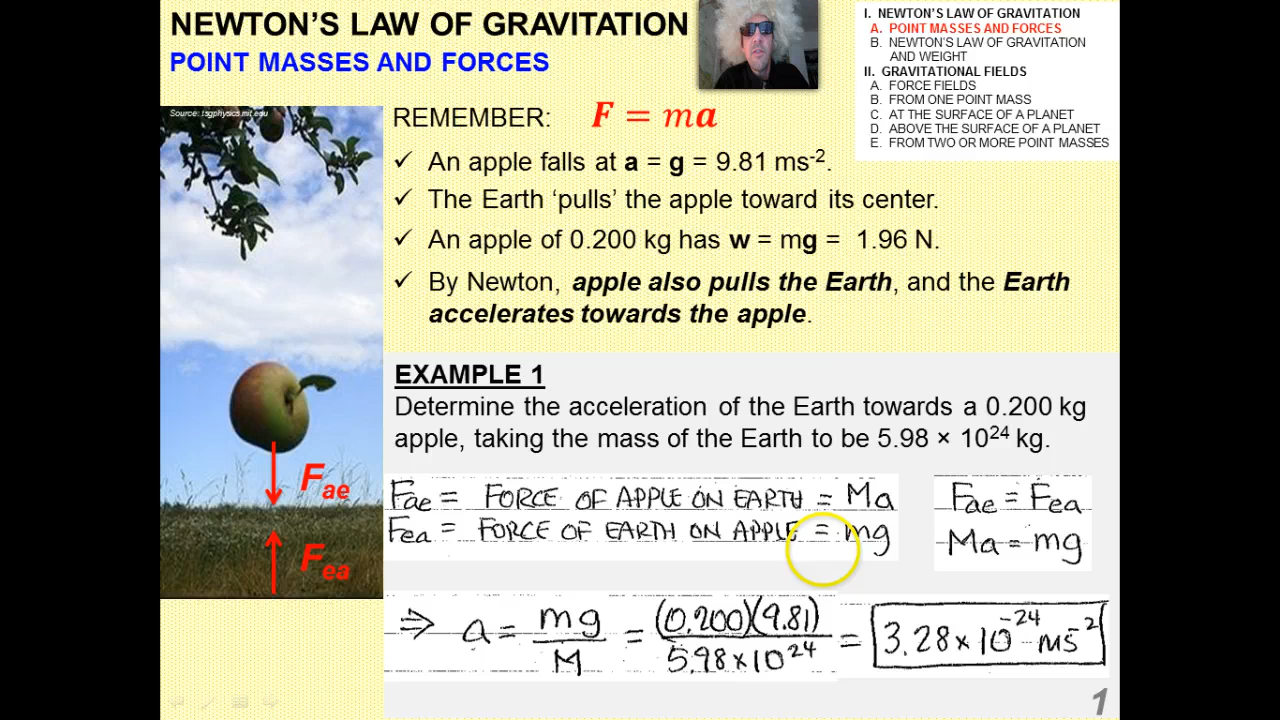 NEWTON'S LAW OF GRAVITATION
POINT MASSES AND FORCES
I. NEWTON'S LAW OF GRAVITATION
A. POINT MASSES AND FORCES
B. NEWTON'S LAW OF GRAVITATION
AND WEIGHT
II. GRAVITATIONAL FIELDS
A. FORCE FIELDS
B. FROM ONE POINT MASS
C. AT THE SURFACE OF A PLANET
D. ABOVE THE SURFACE OF A PLANET
E. FROM TWO OR MORE POINT MASSES
Source: tsgphysics.mit.edu
REMEMBER: F = ma
✓ An apple falls at a = g = 9.81 ms⁻².
✓ The Earth 'pulls' the apple toward its center.
✓ An apple of 0.200 kg has w = mg = 1.96 N.
✓ By Newton, apple also pulls the Earth, and the Earth
accelerates towards the apple.
Fae
Fea
EXAMPLE 1
Determine the acceleration of the Earth towards a 0.200 kg
apple, taking the mass of the Earth to be 5.98 × 10²⁴ kg.
Fae = FORCE OF APPLE ON EARTH = Ma
Fea = FORCE OF EARTH ON APPLE = mg
Fae = Fea
Ma = mg
⇒ a = mg/M = (0.200)(9.81)/5.98×10²⁴ = 3.28×10⁻²⁴ ms⁻²
1